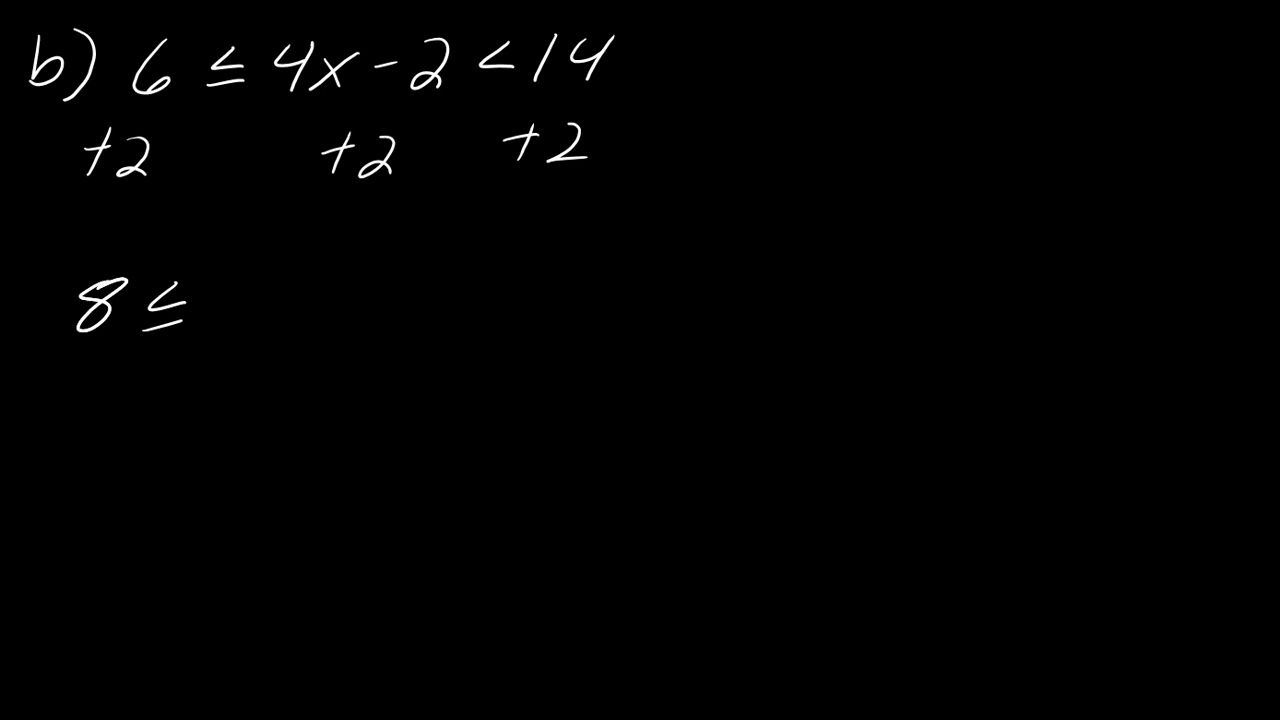 b) 6 ≤ 4x - 2 < 14
+2 +2 +2
8 ≤